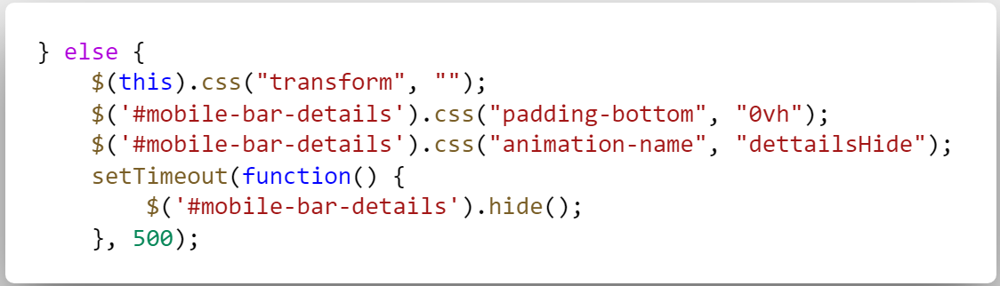 } else {
    $(this).css("transform", "");
    $('#mobile-bar-details').css("padding-bottom", "0vh");
    $('#mobile-bar-details').css("animation-name", "dettailsHide");
    setTimeout(function() {
        $('#mobile-bar-details').hide();
    }, 500);